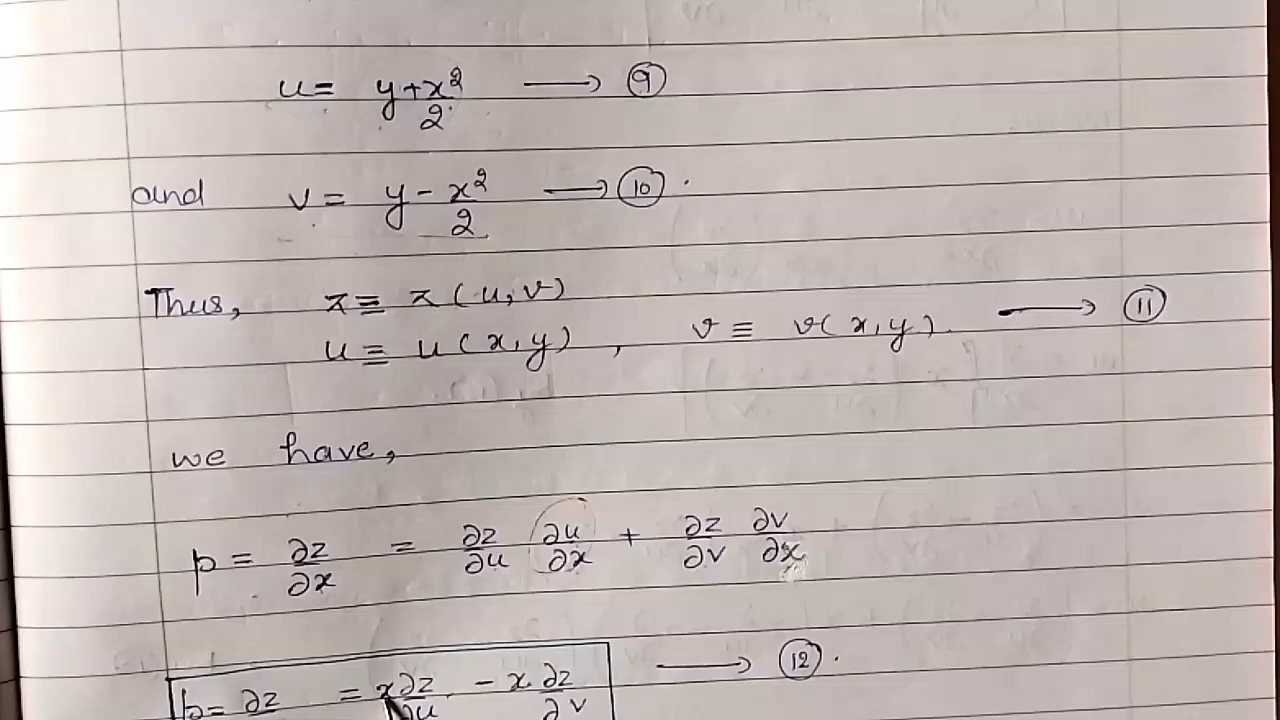 u = y + x²/2 → ⑨
and v = y - x²/2 → ⑩.
Thus, z ≡ z(u,v)
u ≡ u(x,y), v ≡ v(x,y). → ⑪
we have,
p = ∂z/∂x = ∂z/∂u ∂u/∂x + ∂z/∂v ∂v/∂x
p = ∂z = x ∂z/∂u - x ∂z/∂v → ⑫.